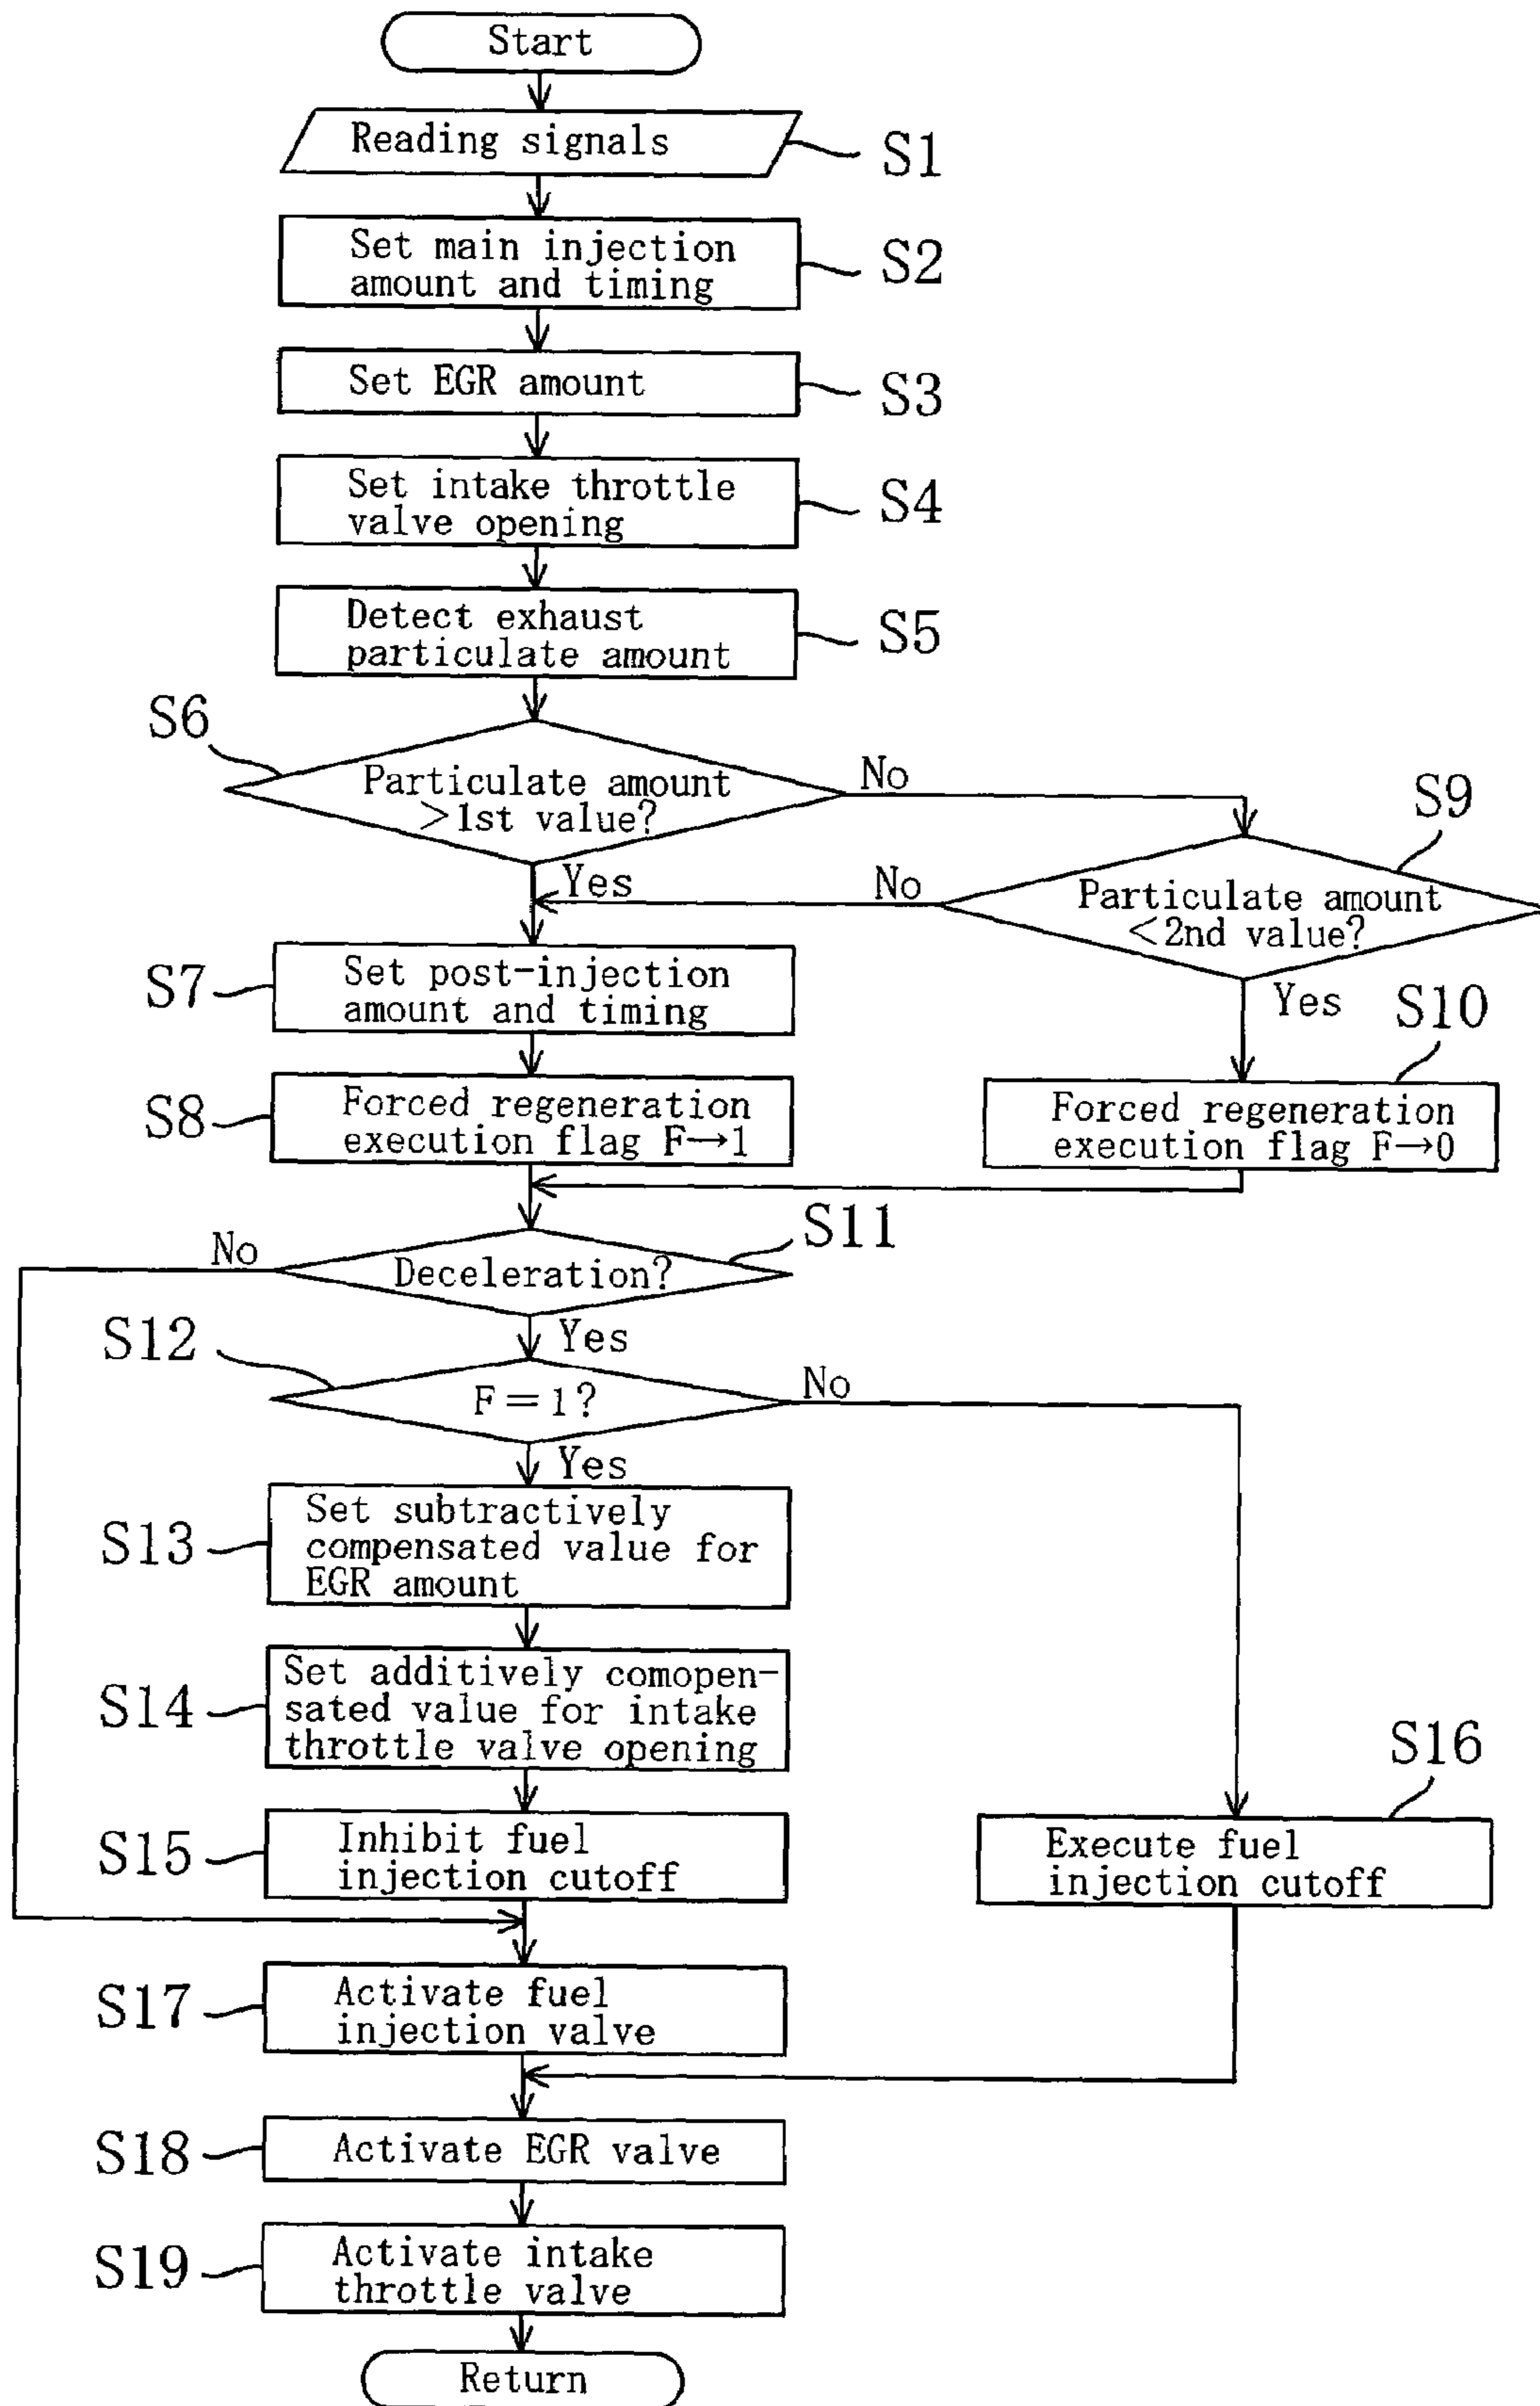 Start
Reading signals
S1
Set main injection
amount and timing
S2
Set EGR amount
S3
Set intake throttle
valve opening
S4
Detect exhaust
particulate amount
S5
S6
Particulate amount
>1st value?
No
Yes
S9
Particulate amount
<2nd value?
No
Yes
S7
Set post-injection
amount and timing
S8
Forced regeneration
execution flag F→1
S10
Forced regeneration
execution flag F→0
S11
Deceleration?
No
Yes
S12
F=1?
No
Yes
S13
Set subtractively
compensated value for
EGR amount
S14
Set additively comopen-
sated value for intake
throttle valve opening
S15
Inhibit fuel
injection cutoff
S16
Execute fuel
injection cutoff
S17
Activate fuel
injection valve
S18
Activate EGR valve
S19
Activate intake
throttle valve
Return